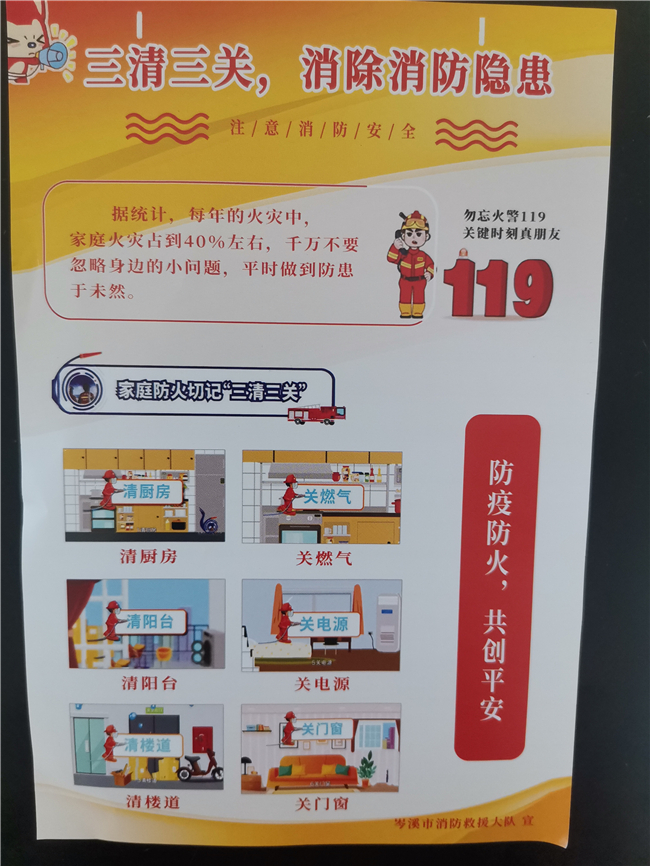 三清三关，消除消防隐患
注/意/消/防/安/全
据统计，每年的火灾中，
家庭火灾占到40%左右，千万不要
忽略身边的小问题，平时做到防患
于未然。
勿忘火警119
关键时刻真朋友
119
家庭防火切记“三清三关”
清厨房
关燃气
清厨房
关燃气
清阳台
关电源
清阳台
关电源
清楼道
关门窗
清楼道
关门窗
防疫防火，共创平安
岑溪市消防救援大队 宣